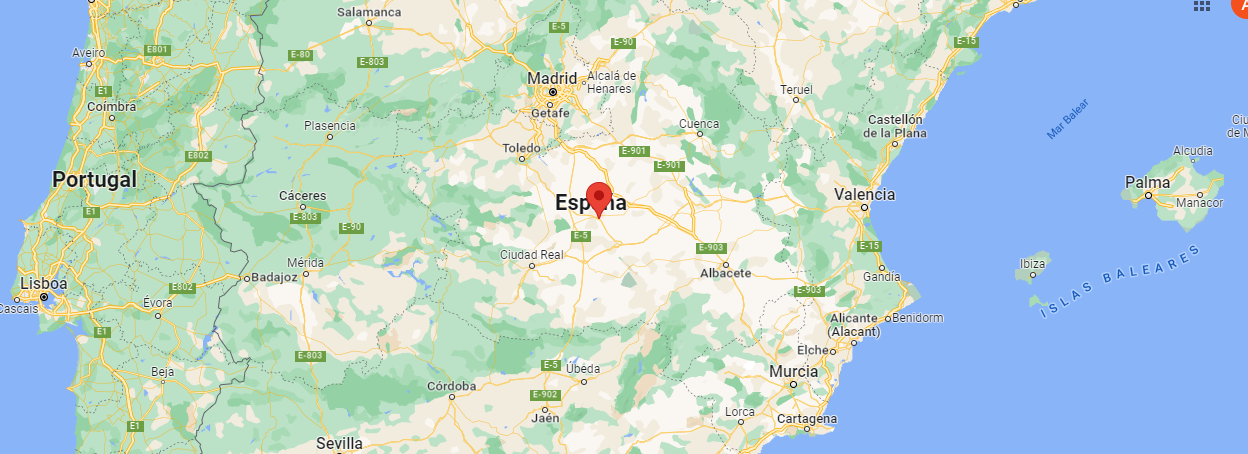 Salamanca
E-5
E-90
E-15
Aveiro
E801
E-80
E-803
Madrid
Alcalá de
Henares
Teruel
E1
Coímbra
Getafe
Mar Balear
Castellón
de la Plana
Plasencia
Cuenca
Toledo
E802
E-901
E-901
Alcudia
Portugal
Cáceres
España
Valencia
Palma
Manacor
E1
E-803
E-90
E-5
E-903
E-15
Ciudad Real
Mérida
Badajoz
Albacete
Gandia
Ibiza
ISLAS BALEARES
Lisboa
E802
E-903
Cascais
Évora
Alicante
(Alacant)
Benidorm
E1
E-803
Elche
E-5
Úbeda
Beja
Murcia
Córdoba
E-902
Jaén
Lorca
Cartagena
E1
Sevilla